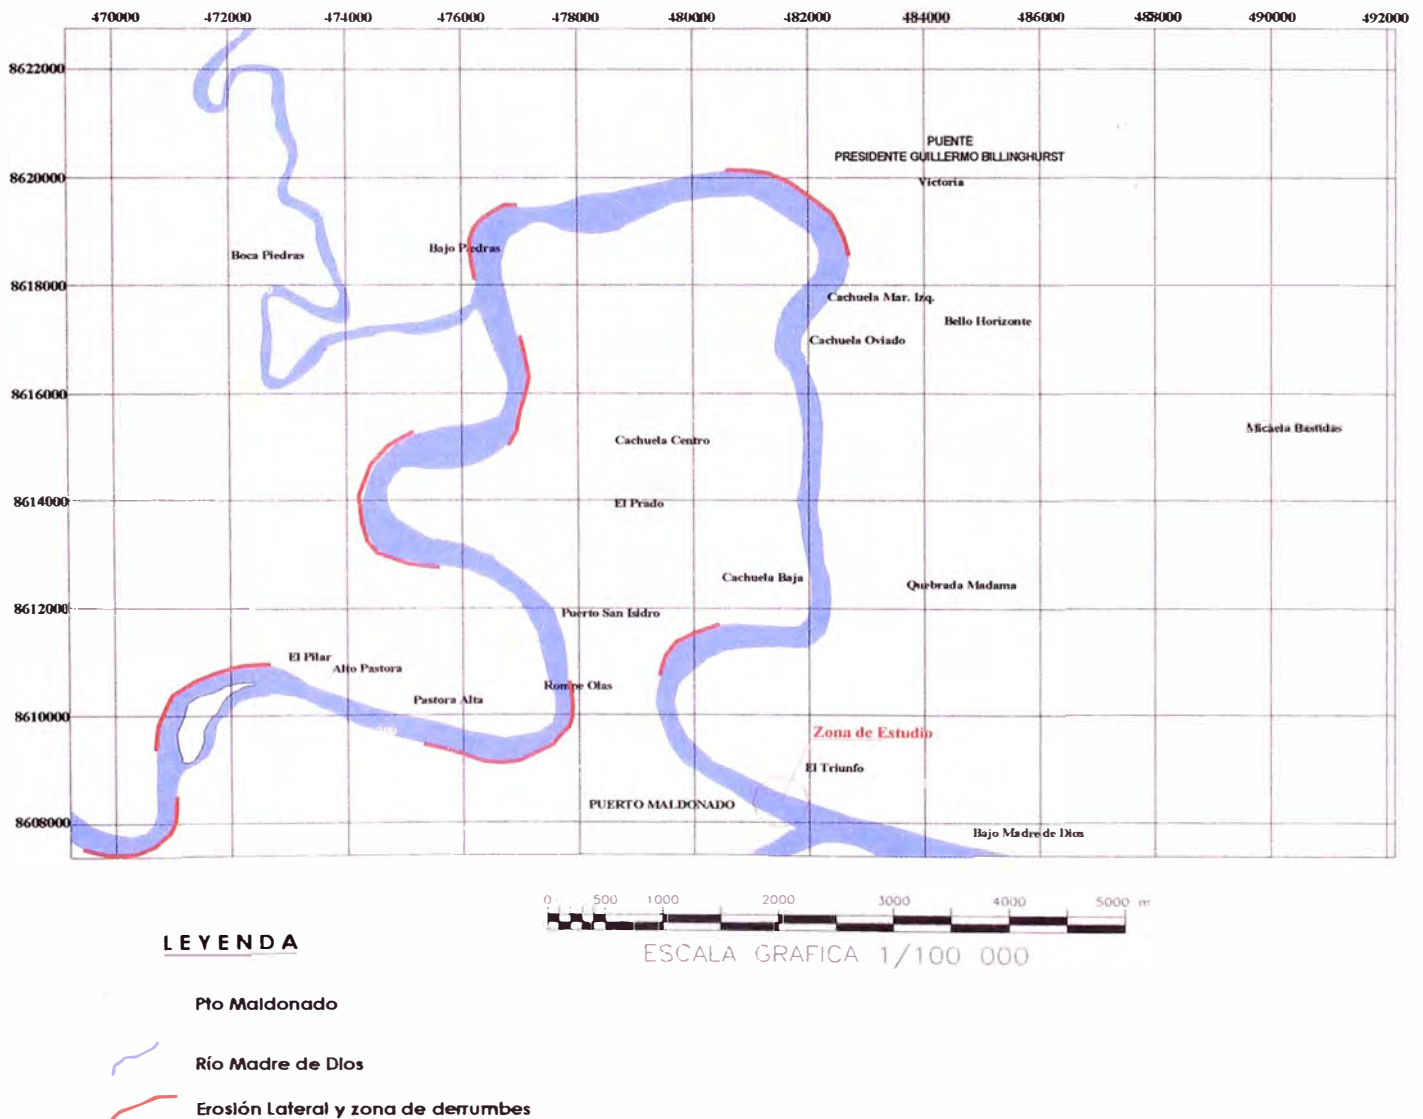 470000 472000 474000 476000 478000 480000 482000 484000 486000 488000 490000 492000
8622000
PUENTE
PRESIDENTE GUILLERMO BILLINGHURST
8620000
Victoria
Bajo Piedras
Boca Piedras
8618000
Cachuela Mar. Izq.
Bello Horizonte
Cachuela Oviado
8616000
Micaela Bastidas
Cachuela Centro
8614000
El Prado
Cachuela Baja
Quebrada Madama
8612000
Puerto San Isidro
El Pilar
Alto Pastora
Rompe Olas
Pastora Alta
8610000
Zona de Estudio
El Triunfo
PUERTO MALDONADO
8608000
Bajo Madre de Dios
0 500 1000 2000 3000 4000 5000 m
ESCALA GRAFICA 1/100 000
LEYENDA
Pto Maldonado
Río Madre de Dios
Erosión Lateral y zona de derrumbes